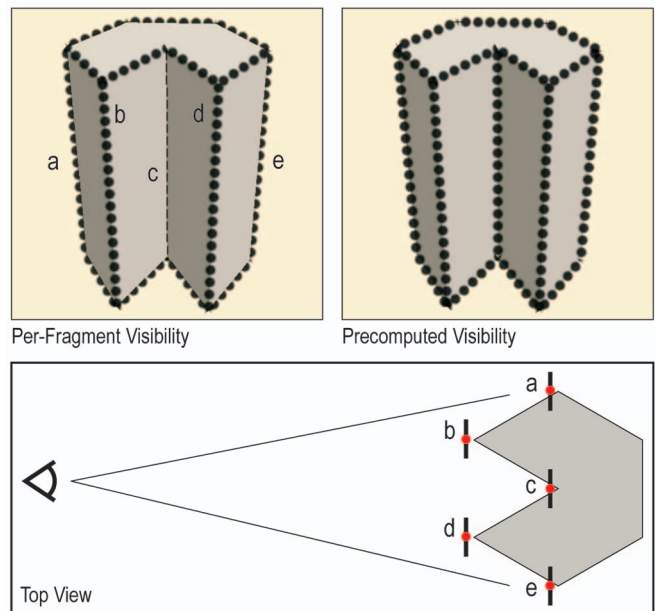 a
b
c
d
e
Per-Fragment Visibility
Precomputed Visibility
a
b
c
d
e
Top View